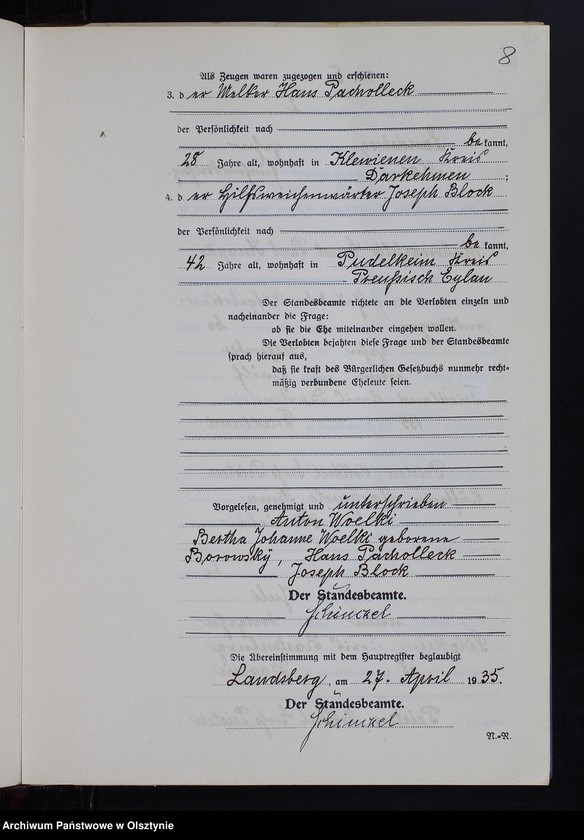 8
Als Zeugen waren zugezogen und erschienen:
3. der Melker Hans Pacholleck
der Persönlichkeit nach
bekannt,
28 Jahre alt, wohnhaft in Klewienen Kreis
Darkehmen ;
4. der Hilfsweichenwärter Joseph Block
der Persönlichkeit nach
bekannt,
42 Jahre alt, wohnhaft in Pudelkeim Kreis
Preußisch Eylau
Der Standesbeamte richtete an die Verlobten einzeln und
nacheinander die Frage:
ob sie die Ehe miteinander eingehen wollen.
Die Verlobten bejahten diese Frage und der Standesbeamte
sprach hierauf aus,
daß sie kraft des Bürgerlichen Gesetzbuchs nunmehr recht-
mäßig verbundene Eheleute seien.
Vorgelesen, genehmigt und unterschrieben
Anton Woelki
Bertha Johanne Woelki geborene
Borowsky, Hans Pacholleck
Joseph Block
Der Standesbeamte.
Schinzel
Die Übereinstimmung mit dem Hauptregister beglaubigt
Landsberg, am 27. April 1935.
Der Standesbeamte.
Schinzel
N.-R.
Archiwum Państwowe w Olsztynie